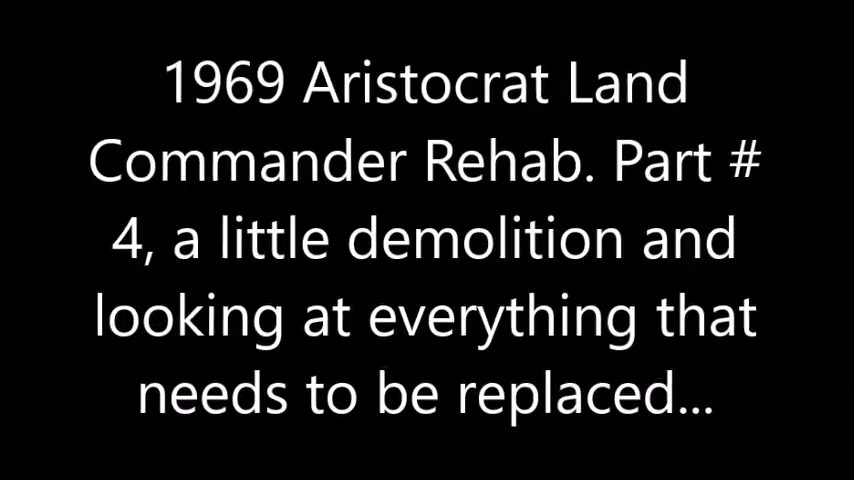 1969 Aristocrat Land
Commander Rehab. Part #
4, a little demolition and
looking at everything that
needs to be replaced...